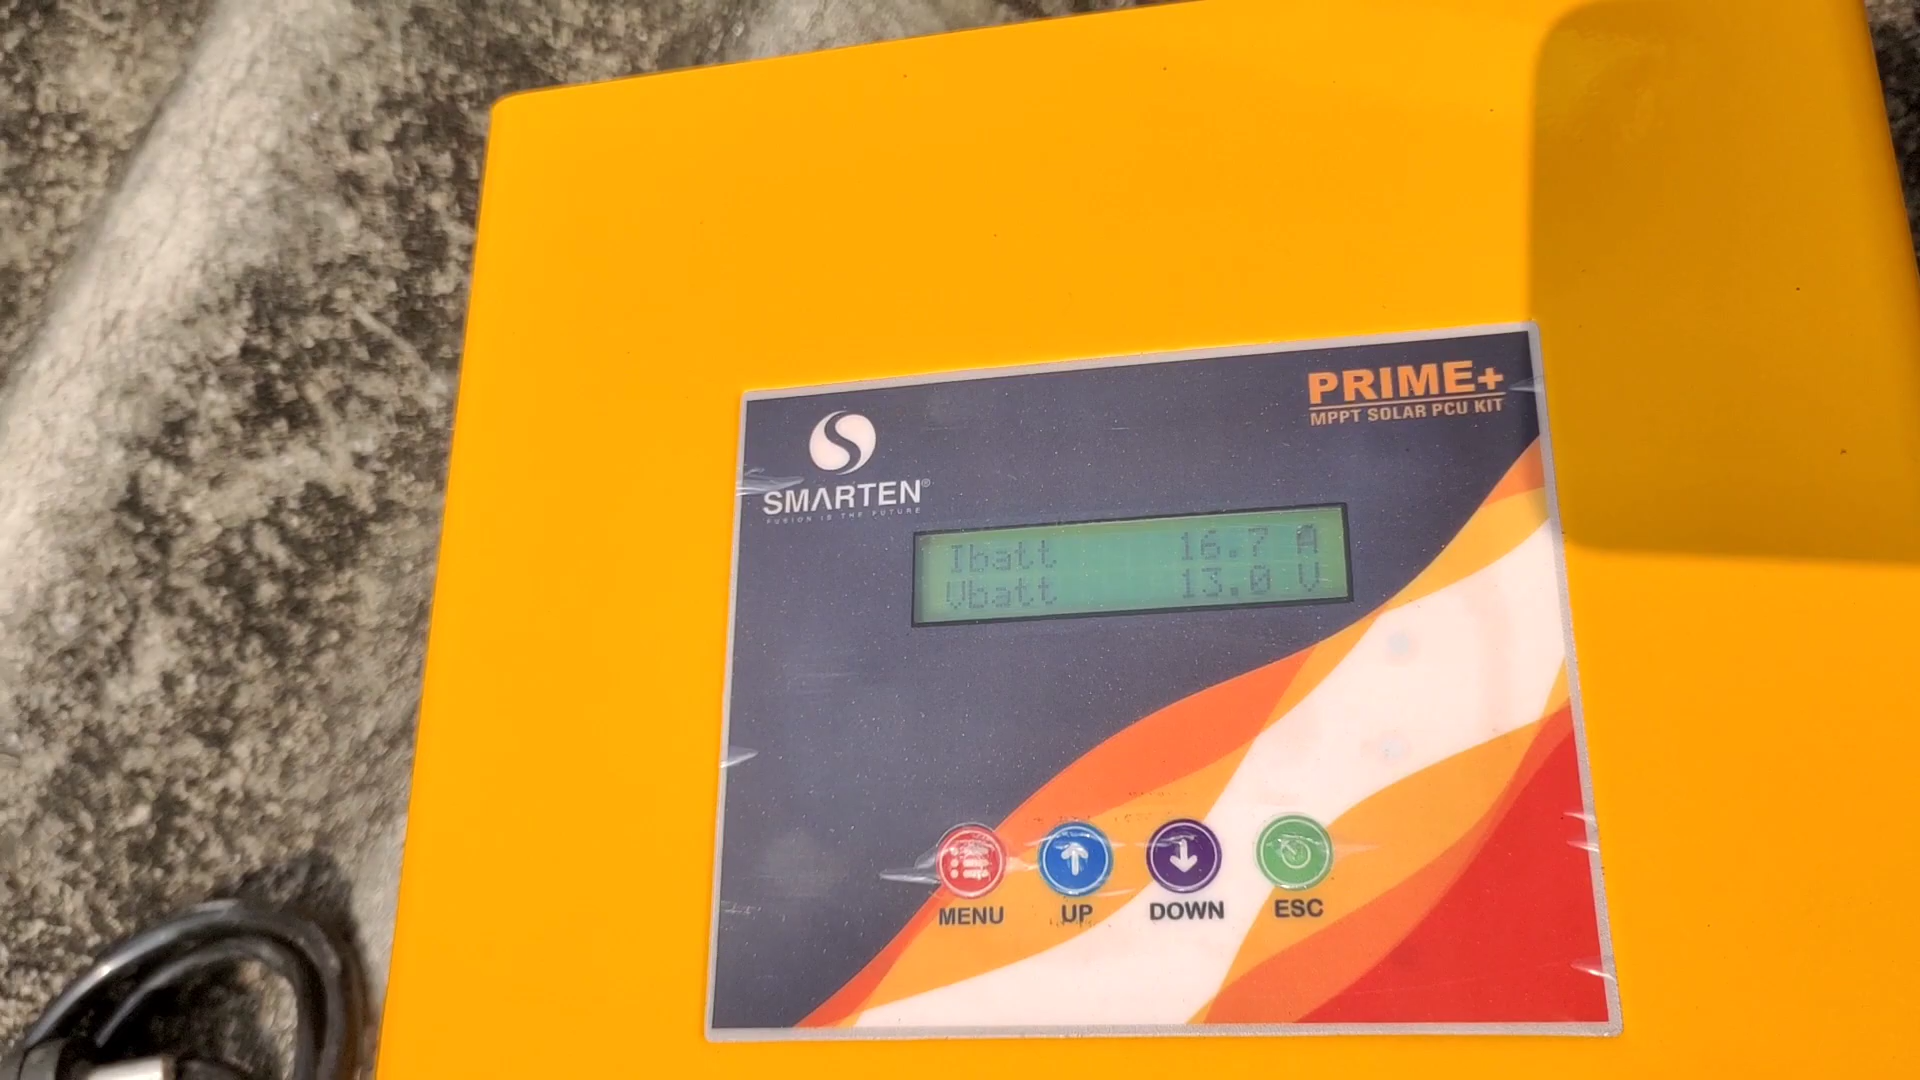 PRIME+
MPPT SOLAR PCU KIT
SMARTEN®
FUSION IS THE FUTURE
Ibatt 16.7 A
Vbatt 13.0 V
MENU
UP
DOWN
ESC